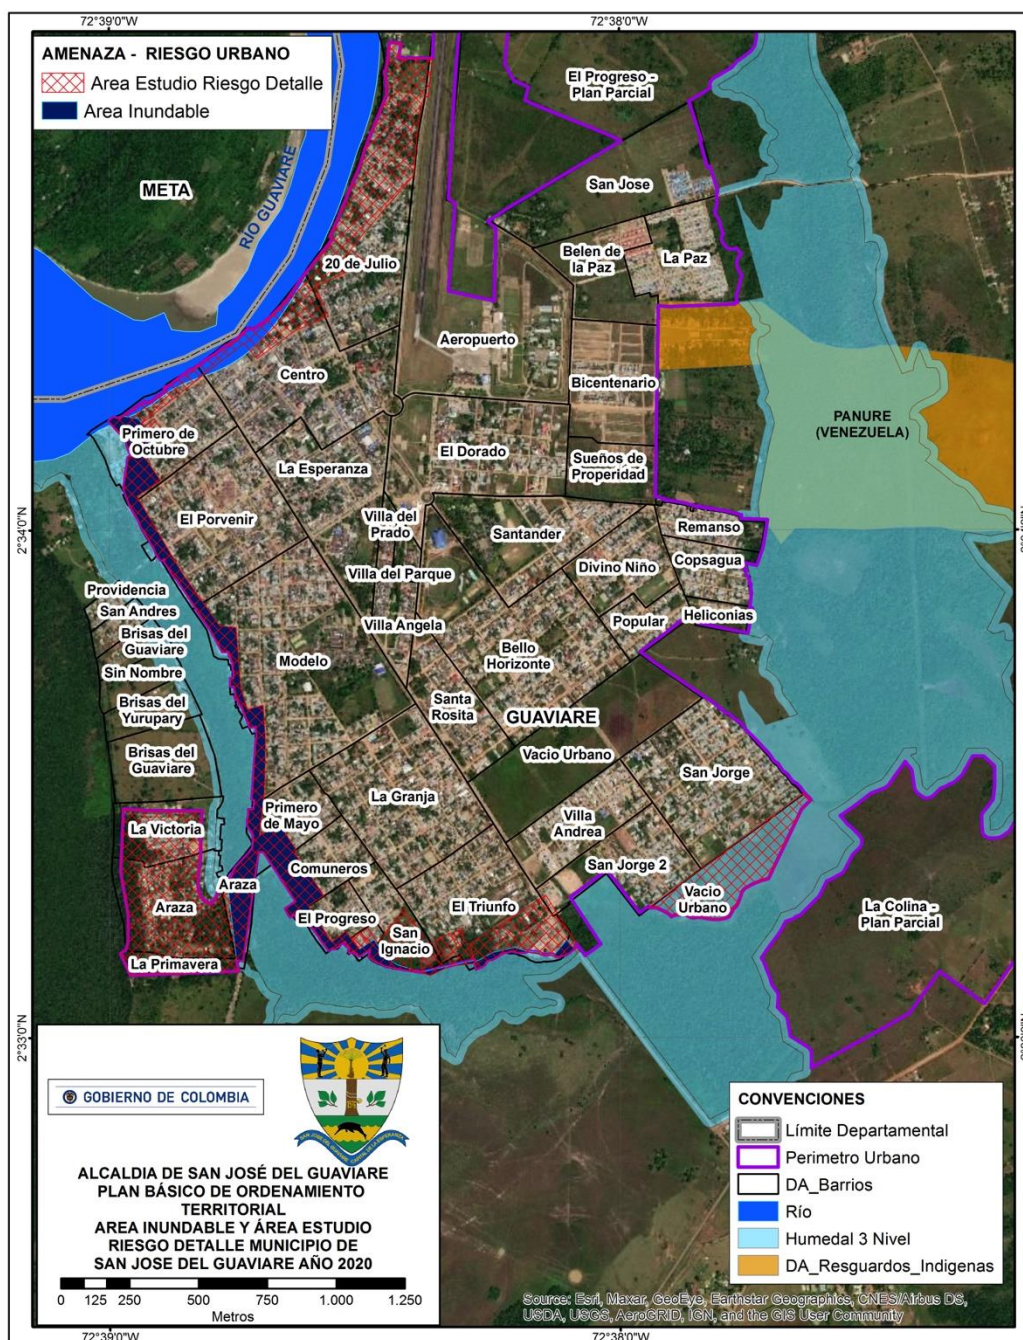 72°39'0"W
72°38'0"W
AMENAZA - RIESGO URBANO
Area Estudio Riesgo Detalle
Area Inundable
META
RÍO GUAVIARE
El Progreso -
Plan Parcial
San Jose
20 de Julio
Belen de
la Paz
La Paz
Aeropuerto
Centro
Bicentenario
PANURE
(VENEZUELA)
Primero de
Octubre
La Esperanza
El Dorado
Sueños de
Properidad
El Porvenir
Villa del
Prado
Santander
Remanso
2°34'0"N
Copsagua
Divino Niño
Villa del Parque
Providencia
San Andres
Heliconias
Popular
Villa Angela
Brisas del
Guaviare
Modelo
Bello
Horizonte
Sin Nombre
Brisas del
Yurupary
Santa
Rosita
GUAVIARE
Brisas del
Guaviare
Vacio Urbano
San Jorge
La Granja
Primero
de Mayo
Villa
Andrea
La Victoria
Comuneros
San Jorge 2
Araza
Araza
Vacio
Urbano
La Colina -
Plan Parcial
El Progreso
El Triunfo
San
Ignacio
La Primavera
2°33'0"N
GOBIERNO DE COLOMBIA
SAN JOSE DEL GUAVIARE CAPITAL DE LA ESPERANZA
ALCALDIA DE SAN JOSÉ DEL GUAVIARE
PLAN BÁSICO DE ORDENAMIENTO
TERRITORIAL
AREA INUNDABLE Y ÁREA ESTUDIO
RIESGO DETALLE MUNICIPIO DE
SAN JOSE DEL GUAVIARE AÑO 2020
0 125 250 500 750 1.000 1.250
Metros
CONVENCIONES
Límite Departamental
Perimetro Urbano
DA_Barrios
Río
Humedal 3 Nivel
DA_Resguardos_Indigenas
Source: Esri, Maxar, GeoEye, Earthstar Geographics, CNES/Airbus DS,
USDA, USGS, AeroGRID, IGN, and the GIS User Community
72°39'0"W
72°38'0"W